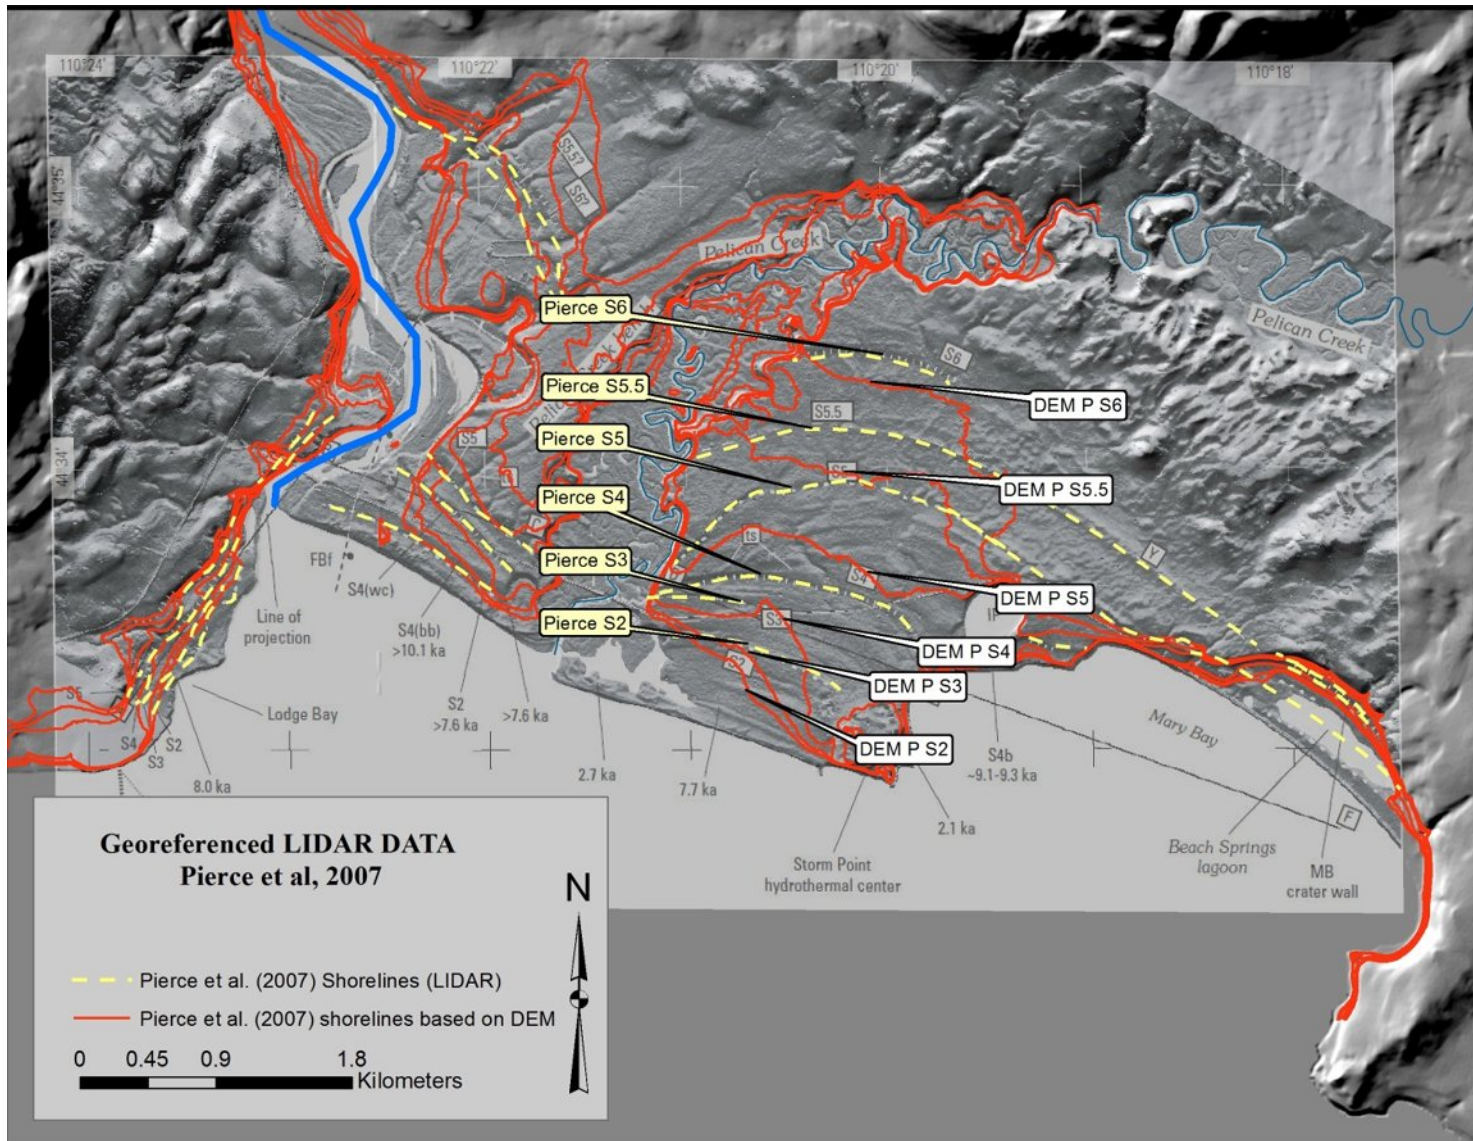 110°24'
110°22'
110°20'
110°18'
44°35'
S5.5?
S6?
Pelican Creek
Pelican Creek
Pierce S6
S6
Pierce S5.5
DEM P S6
S5.5
Pierce S5
S5
44°34'
S5
DEM P S5.5
Pierce S4
ts
Y
FBf
Pierce S3
S4(wc)
S4
DEM P S5
Line of
projection
S3
Pierce S2
S4(bb)
>10.1 ka
DEM P S4
S2
DEM P S3
S5
Lodge Bay
S2
>7.6 ka
>7.6 ka
Mary Bay
S4
S2
S3
DEM P S2
S4b
~9.1-9.3 ka
8.0 ka
2.7 ka
7.7 ka
2.1 ka
F
Beach Springs
lagoon
Storm Point
hydrothermal center
MB
crater wall
Georeferenced LIDAR DATA
Pierce et al, 2007
N
Pierce et al. (2007) Shorelines (LIDAR)
Pierce et al. (2007) shorelines based on DEM
0 0.45 0.9 1.8
Kilometers